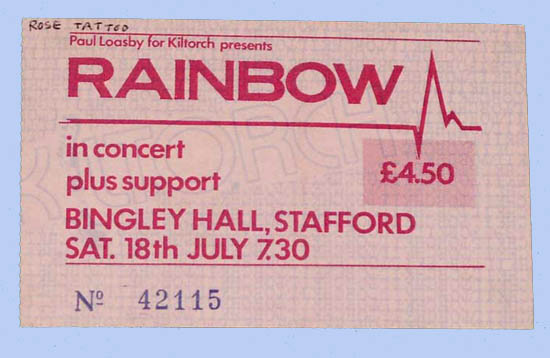 ROSE TATTOO
Paul Loasby for Kiltorch presents
RAINBOW
in concert
plus support
£4.50
BINGLEY HALL, STAFFORD
SAT. 18th JULY 7.30
Nº 42115